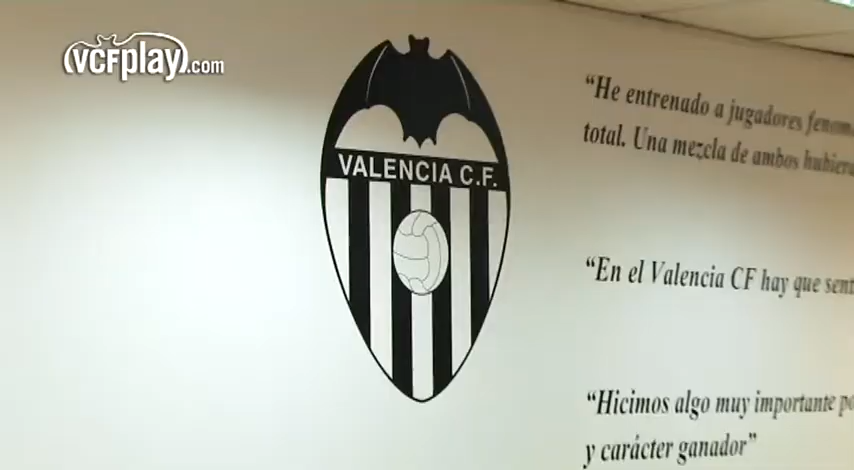 vcfplay.com
VALENCIA C.F.
“He entrenado a jugadores
total. Una mezcla de ambos
“En el Valencia CF hay que
“Hicimos algo muy importante
y carácter ganador”